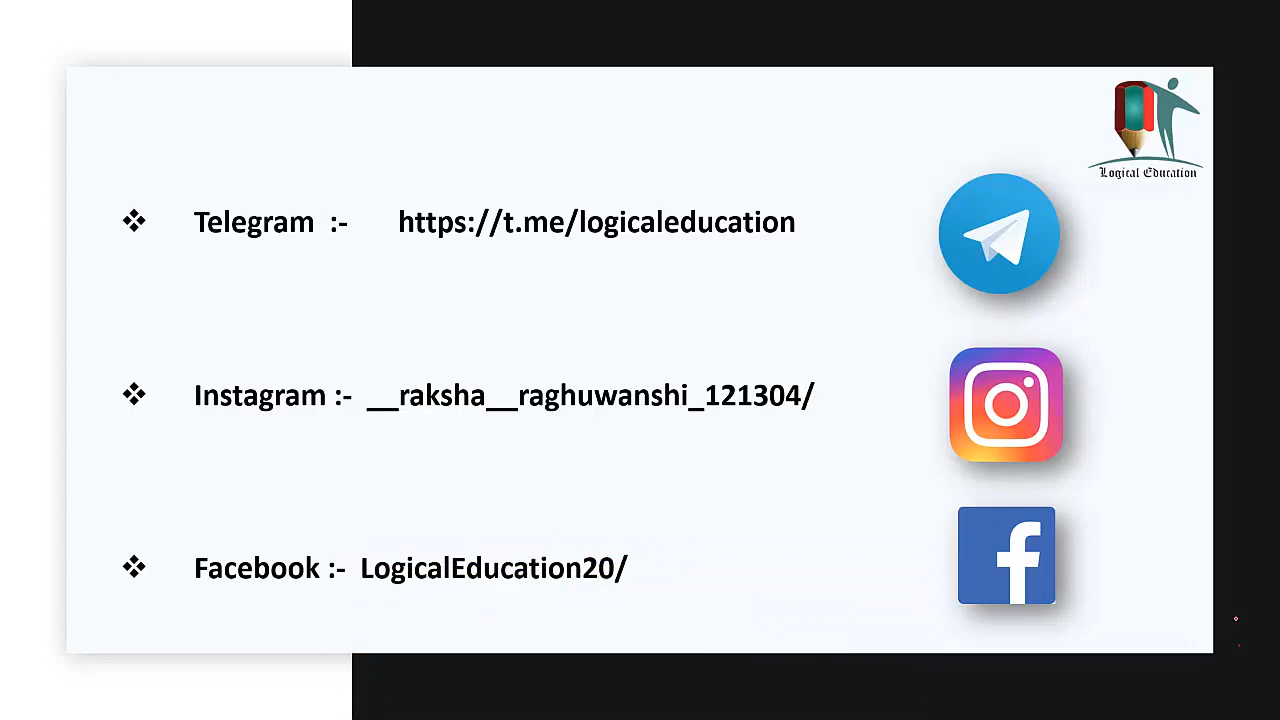 Logical Education
❖ Telegram :- https://t.me/logicaleducation
❖ Instagram :- __raksha__raghuwanshi_121304/
❖ Facebook :- LogicalEducation20/